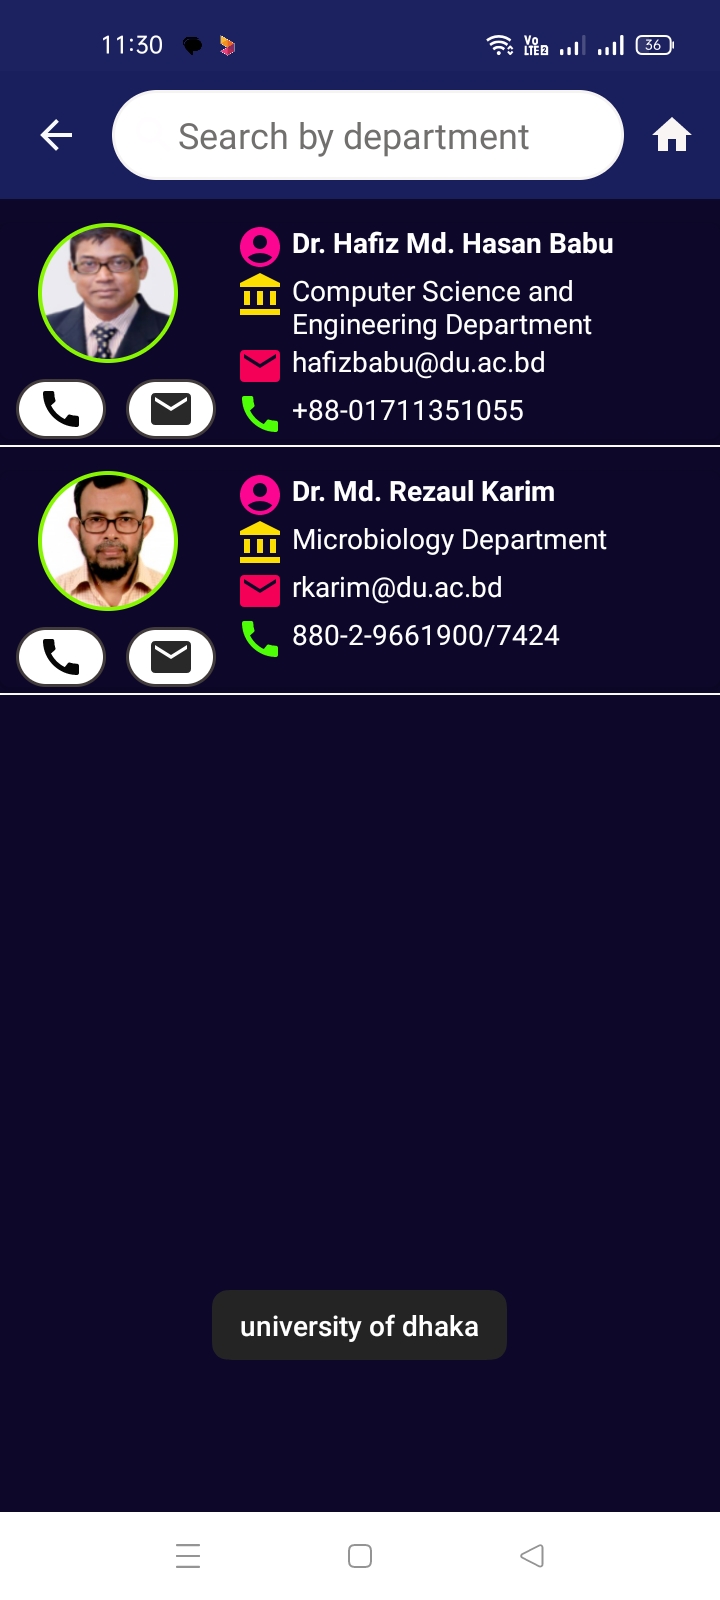 11:30
Vo
LTE2
36
Search by department
Dr. Hafiz Md. Hasan Babu
Computer Science and
Engineering Department
hafizbabu@du.ac.bd
+88-01711351055
Dr. Md. Rezaul Karim
Microbiology Department
rkarim@du.ac.bd
880-2-9661900/7424
university of dhaka